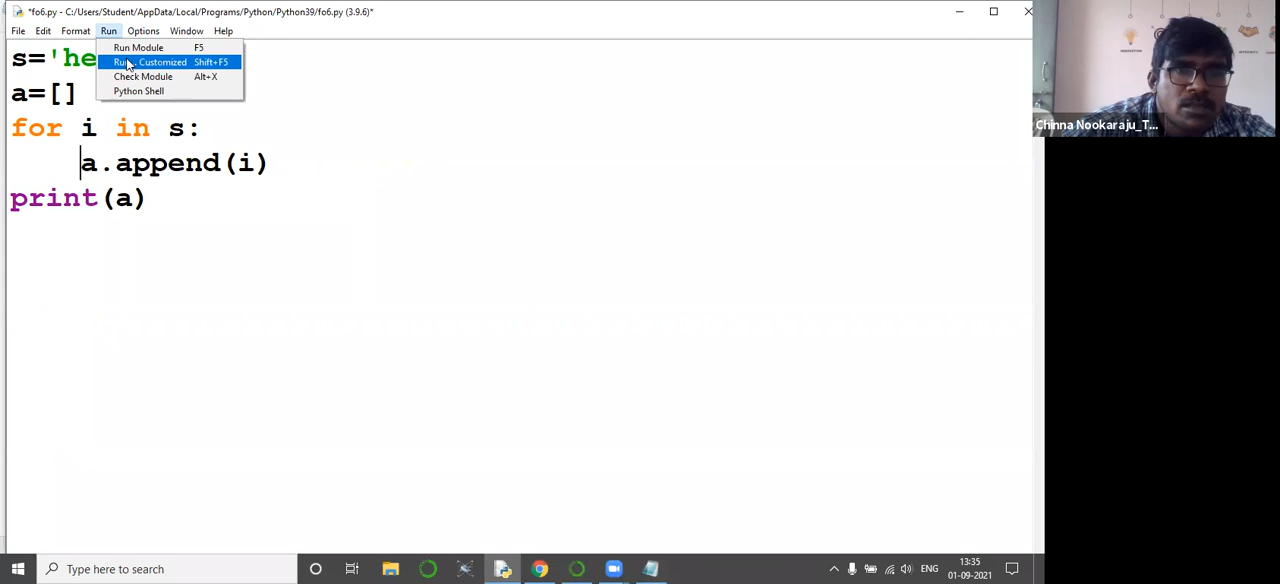 *fo6.py - C:/Users/Student/AppData/Local/Programs/Python/Python39/fo6.py (3.9.6)*
File Edit Format Run Options Window Help
Run Module F5
Run... Customized Shift+F5
Check Module Alt+X
Python Shell
s='he
a=[]
for i in s:
a.append(i)
print(a)
Chinna Nookaraju_T...
Type here to search
ENG
13:35
01-09-2021